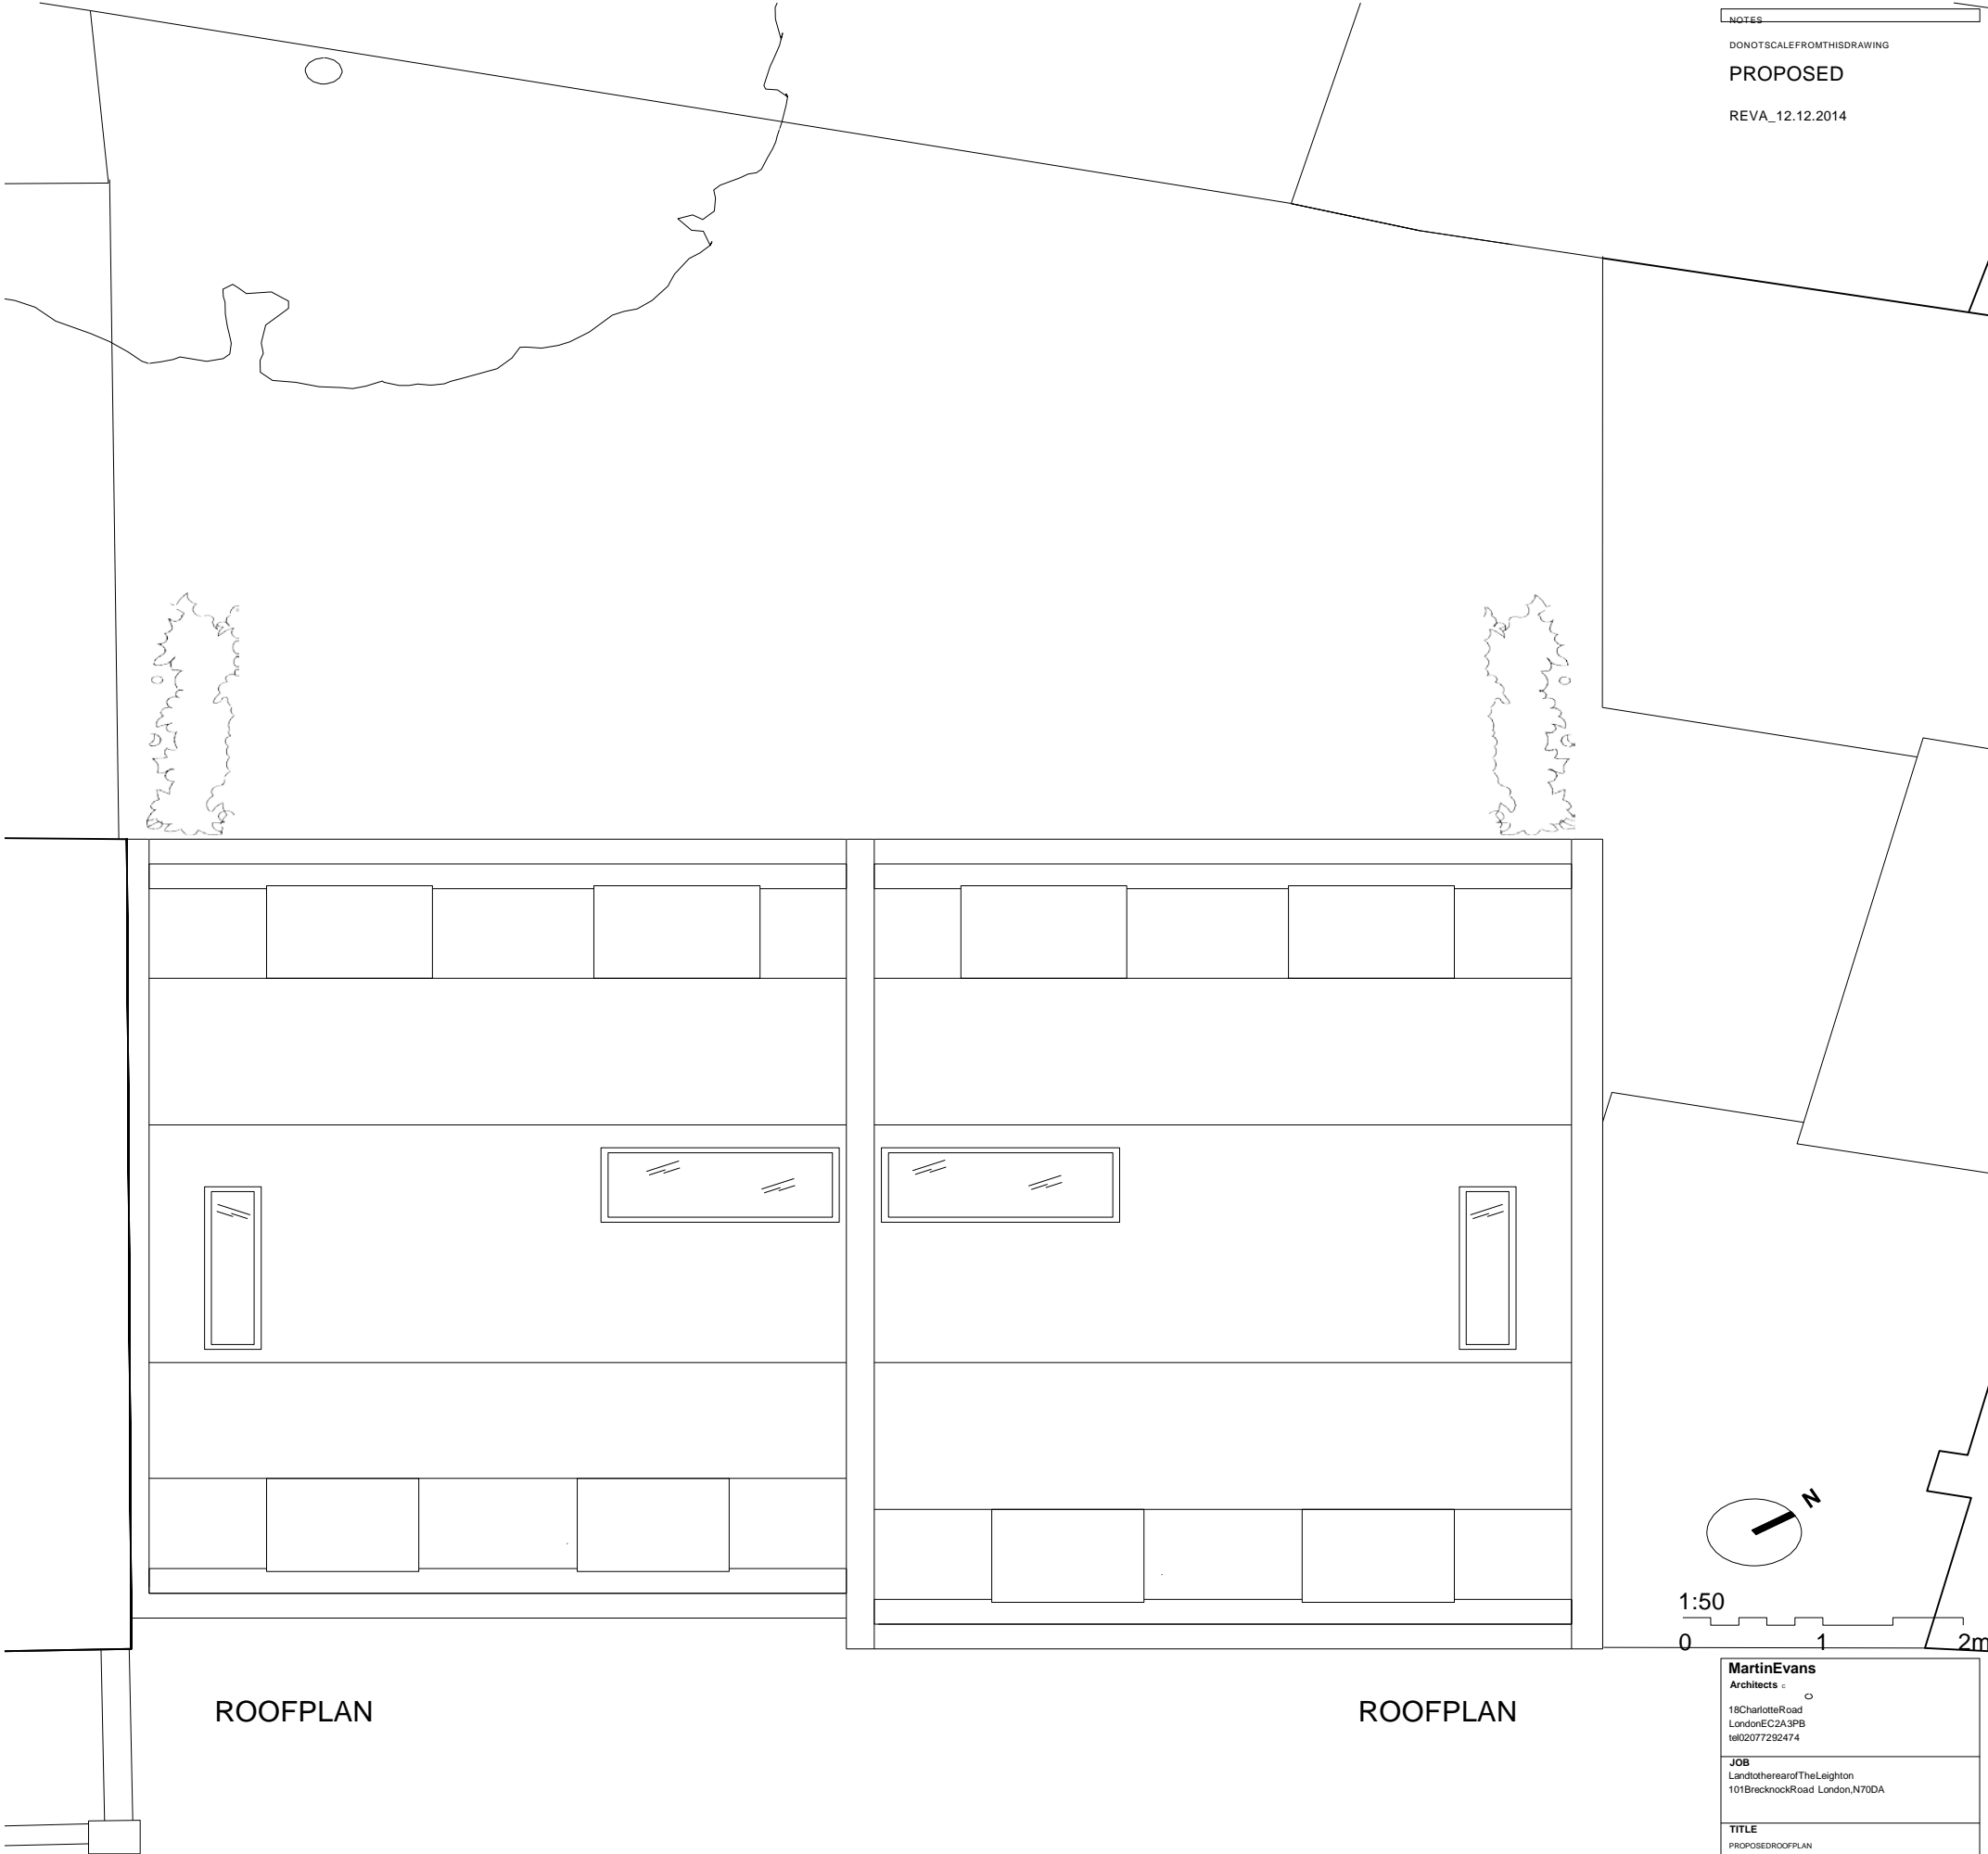 NOTES
DONOTSCALEFROMTHISDRAWING
PROPOSED
REVA_12.12.2014
N
1:50
0 1 2m
ROOFPLAN ROOFPLAN
MartinEvans
Architects c
18CharlotteRoad
LondonEC2A3PB
tel02077292474
JOB
LandtotherearofTheLeighton
101BrecknockRoad London,N70DA
TITLE
PROPOSEDROOFPLAN